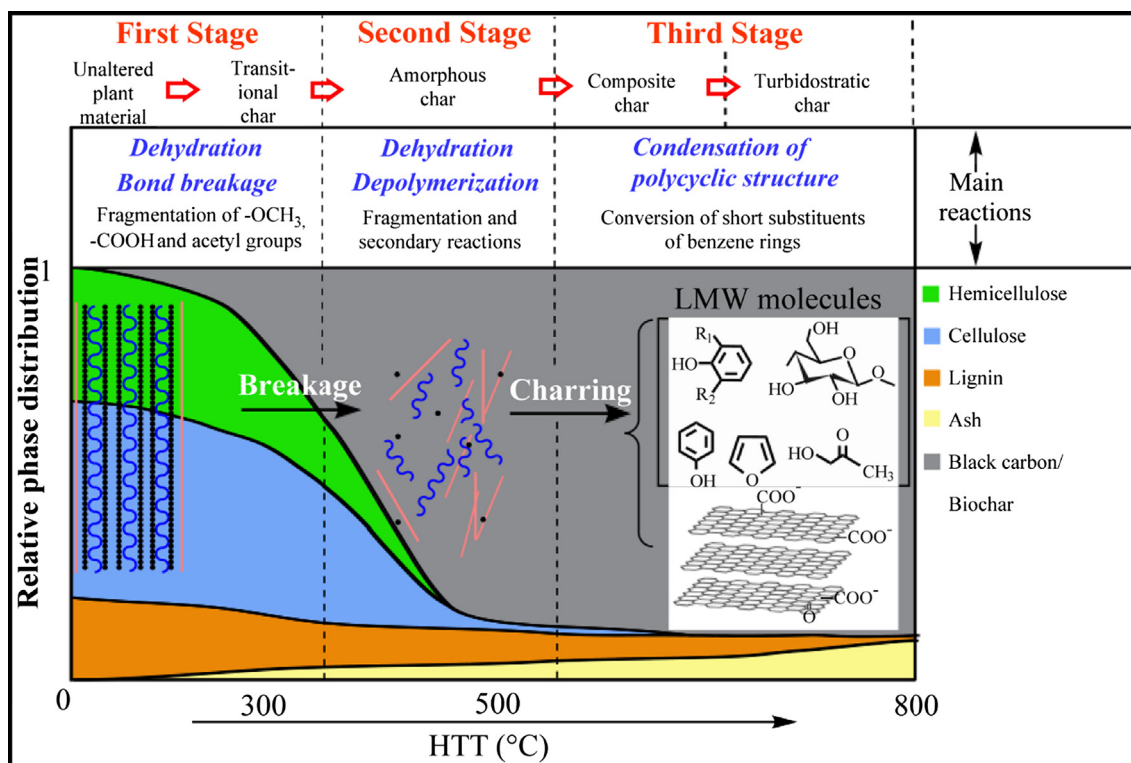 First Stage
Second Stage
Third Stage
Unaltered
plant
material
Transit-
ional
char
Amorphous
char
Composite
char
Turbidostratic char
Dehydration
Bond breakage
Fragmentation of -OCH3,
-COOH and acetyl groups
Dehydration
Depolymerization
Fragmentation and
secondary reactions
Condensation of
polycyclic structure
Conversion of short substituents
of benzene rings
Main
reactions
Relative phase distribution
1
Breakage
Charring
LMW molecules
R1
HO
R2
OH
O
HO
OH
O
OH
O
HO
O
CH3
COO-
COO-
O
COO-
Hemicellulose
Cellulose
Lignin
Ash
Black carbon/
Biochar
0
300
500
800
HTT (°C)